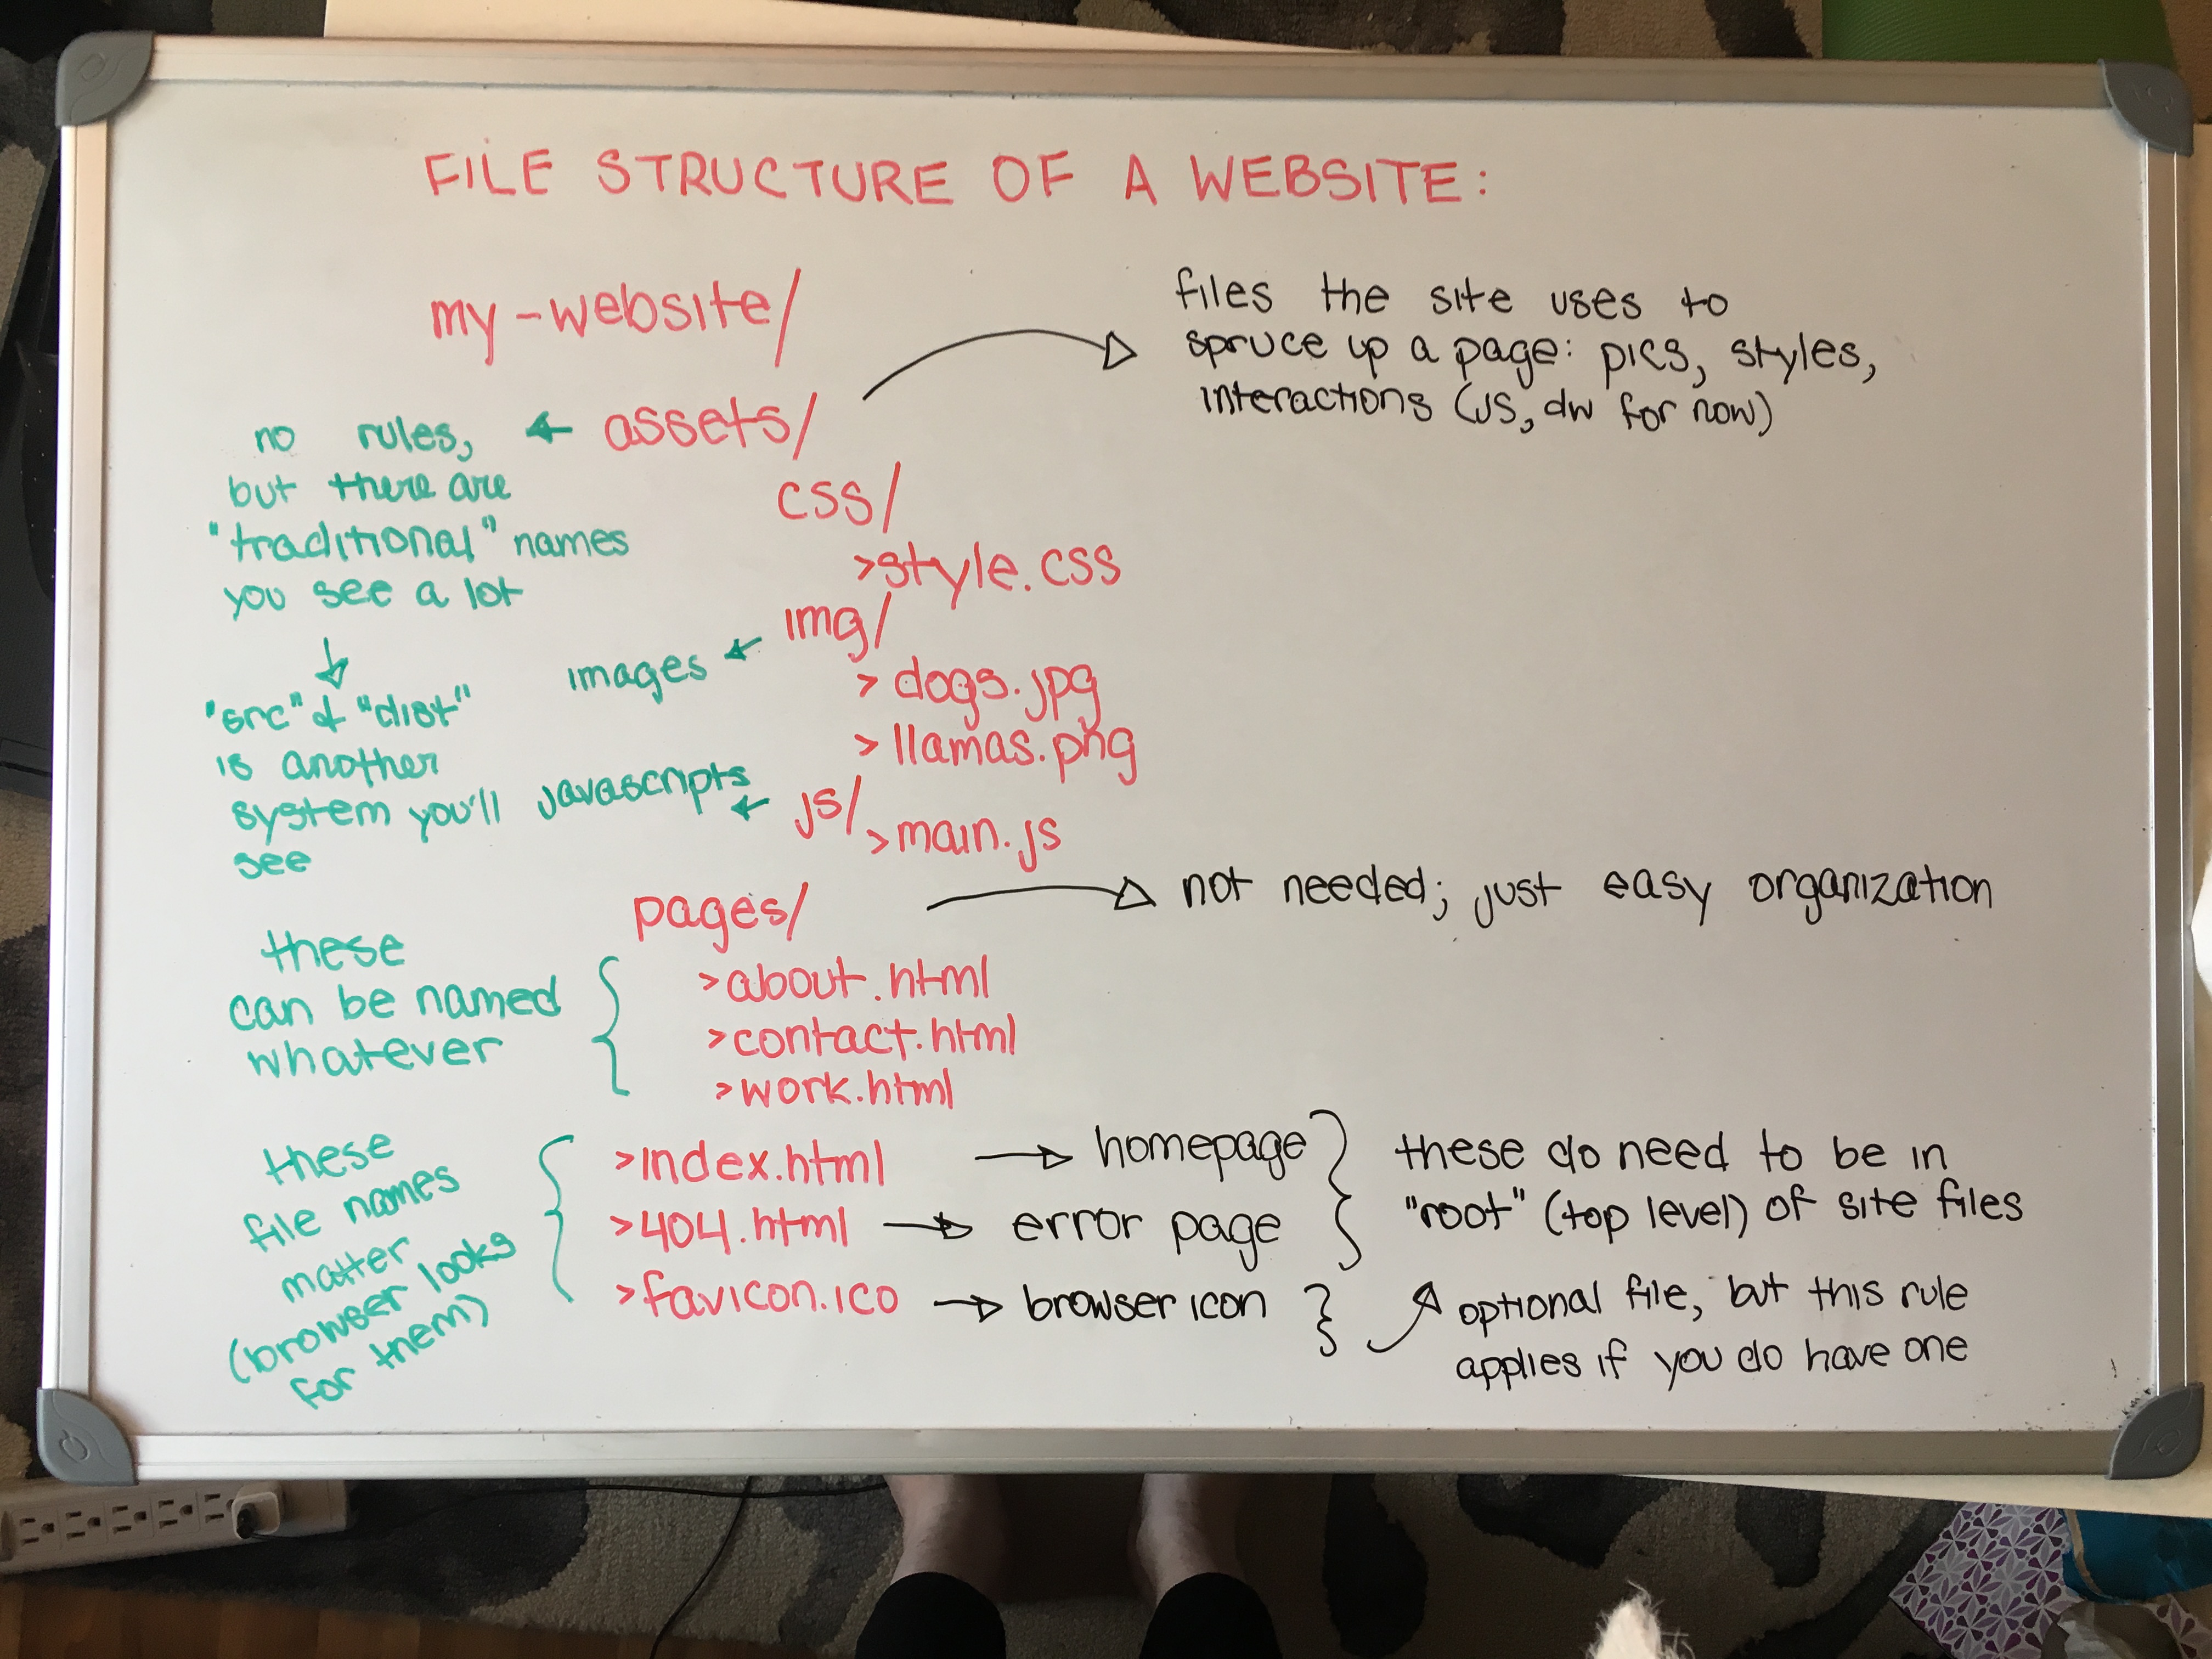 FILE STRUCTURE OF A WEBSITE:
my-website/
files the site uses to
spruce up a page: pics, styles,
interactions (JS, dw for now)
assets/
no rules,
but there are
"traditional" names
you see a lot
"src" & "dist"
is another
system you'll
see
css/
>style.css
img/
images
>dogs.jpg
>llamas.png
js/
javascripts
>main.js
pages/
not needed; just easy organization
>about.html
>contact.html
>work.html
these
can be named
whatever
>index.html
homepage
>404.html
error page
these do need to be in
"root" (top level) of site files
>favicon.ico
browser icon
optional file, but this rule
applies if you do have one
these
file names
matter
(browser looks
for them)